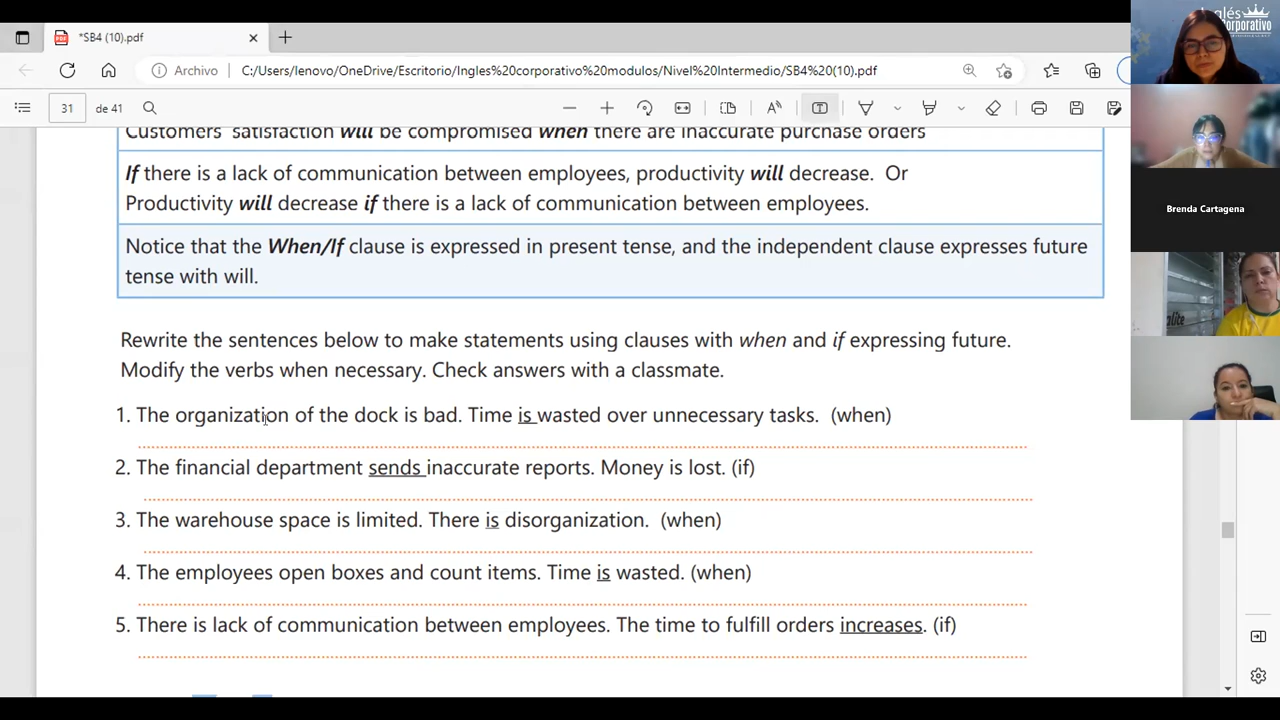 *SB4 (10).pdf
Inglés
Corporativo
Archivo C:/Users/lenovo/OneDrive/Escritorio/Ingles%20corporativo%20modulos/Nivel%20Intermedio/SB4%20(10).pdf
31 de 41
Customers' satisfaction will be compromised when there are inaccurate purchase orders
If there is a lack of communication between employees, productivity will decrease. Or
Productivity will decrease if there is a lack of communication between employees.
Brenda Cartagena
Notice that the When/If clause is expressed in present tense, and the independent clause expresses future
tense with will.
Rewrite the sentences below to make statements using clauses with when and if expressing future.
Modify the verbs when necessary. Check answers with a classmate.
1. The organization of the dock is bad. Time is wasted over unnecessary tasks. (when)
2. The financial department sends inaccurate reports. Money is lost. (if)
3. The warehouse space is limited. There is disorganization. (when)
4. The employees open boxes and count items. Time is wasted. (when)
5. There is lack of communication between employees. The time to fulfill orders increases. (if)